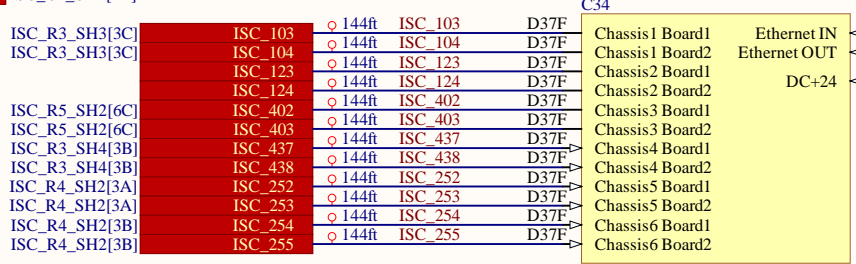 C34
ISC_R3_SH3[3C] ISC_103 144ft ISC_103 D37F Chassis1 Board1 Ethernet IN
ISC_R3_SH3[3C] ISC_104 144ft ISC_104 D37F Chassis1 Board2 Ethernet OUT
ISC_123 144ft ISC_123 D37F Chassis2 Board1 DC+24
ISC_124 144ft ISC_124 D37F Chassis2 Board2
ISC_R5_SH2[6C] ISC_402 144ft ISC_402 D37F Chassis3 Board1
ISC_R5_SH2[6C] ISC_403 144ft ISC_403 D37F Chassis3 Board2
ISC_R3_SH4[3B] ISC_437 144ft ISC_437 D37F Chassis4 Board1
ISC_R3_SH4[3B] ISC_438 144ft ISC_438 D37F Chassis4 Board2
ISC_R4_SH2[3A] ISC_252 144ft ISC_252 D37F Chassis5 Board1
ISC_R4_SH2[3A] ISC_253 144ft ISC_253 D37F Chassis5 Board2
ISC_R4_SH2[3B] ISC_254 144ft ISC_254 D37F Chassis6 Board1
ISC_R4_SH2[3B] ISC_255 144ft ISC_255 D37F Chassis6 Board2